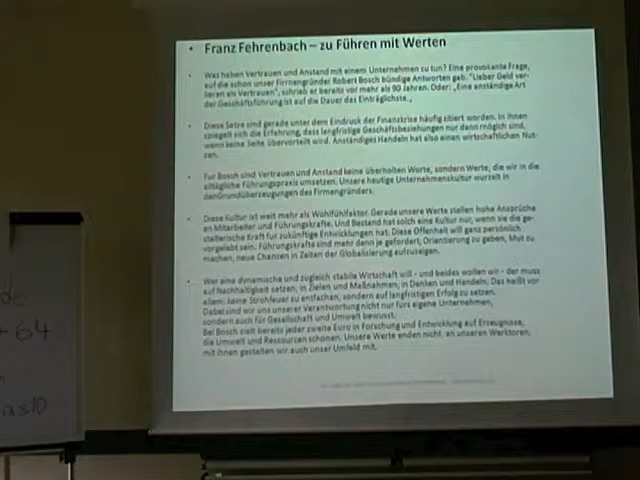 • Franz Fehrenbach – zu Führen mit Werten
• Was haben Vertrauen und Anstand mit einem Unternehmen zu tun? Eine provokante Frage,
auf die schon unser Firmengründer Robert Bosch bündige Antworten gab. "Lieber Geld ver-
lieren als Vertrauen", schrieb er bereits vor mehr als 90 Jahren. Oder: „Eine anständige Art
der Geschäftsführung ist auf die Dauer das Einträglichste. „
• Diese Sätze sind gerade unter dem Eindruck der Finanzkrise häufig zitiert worden. In ihnen
spiegelt sich die Erfahrung, dass langfristige Geschäftsbeziehungen nur dann möglich sind,
wenn keine Seite übervorteilt wird. Anständiges Handeln hat also einen wirtschaftlichen Nut-
zen.
• Für Bosch sind Vertrauen und Anstand keine überholten Worte, sondern Werte, die wir in die
alltägliche Führungspraxis umsetzen. Unsere heutige Unternehmenskultur wurzelt in
den Grundüberzeugungen des Firmengründers.
• Diese Kultur ist weit mehr als Wohlfühlfaktor. Gerade unsere Werte stellen hohe Ansprüche
an Mitarbeiter und Führungskräfte. Und Bestand hat solch eine Kultur nur, wenn sie die ge-
stalterische Kraft für zukünftige Entwicklungen hat. Diese Offenheit will ganz persönlich
vorgelebt sein. Führungskräfte sind mehr denn je gefordert, Orientierung zu geben, Mut zu
machen, neue Chancen in Zeiten der Globalisierung aufzuzeigen.
• Wer eine dynamische und zugleich stabile Wirtschaft will - und beides wollen wir - der muss
auf Nachhaltigkeit setzen, in Zielen und Maßnahmen, in Denken und Handeln. Das heißt vor
allem: keine Strohfeuer zu entfachen, sondern auf langfristigen Erfolg zu setzen.
Dabei sind wir uns unserer Verantwortung nicht nur fürs eigene Unternehmen,
sondern auch für Gesellschaft und Umwelt bewusst.
Bei Bosch zielt bereits jeder zweite Euro in Forschung und Entwicklung auf Erzeugnisse,
die Umwelt und Ressourcen schonen. Unsere Werte enden nicht an unseren Werktoren,
mit ihnen gestalten wir auch unser Umfeld mit.
de
+ 64
as10